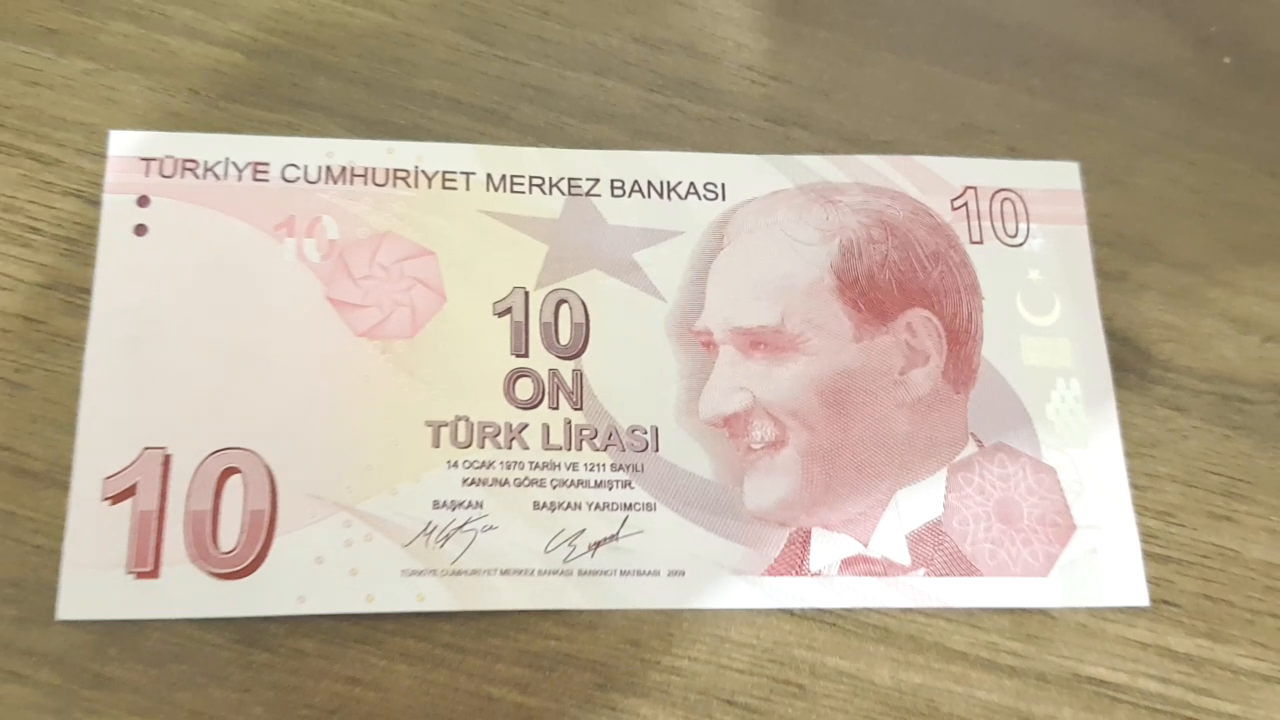 TÜRKİYE CUMHURİYET MERKEZ BANKASI
10
10
10
ON
TÜRK LİRASI
14 OCAK 1970 TARİH VE 1211 SAYILI
KANUNA GÖRE ÇIKARILMIŞTIR.
BAŞKAN BAŞKAN YARDIMCISI
10
TÜRKİYE CUMHURİYET MERKEZ BANKASI BANKNOT MATBAASI 2009